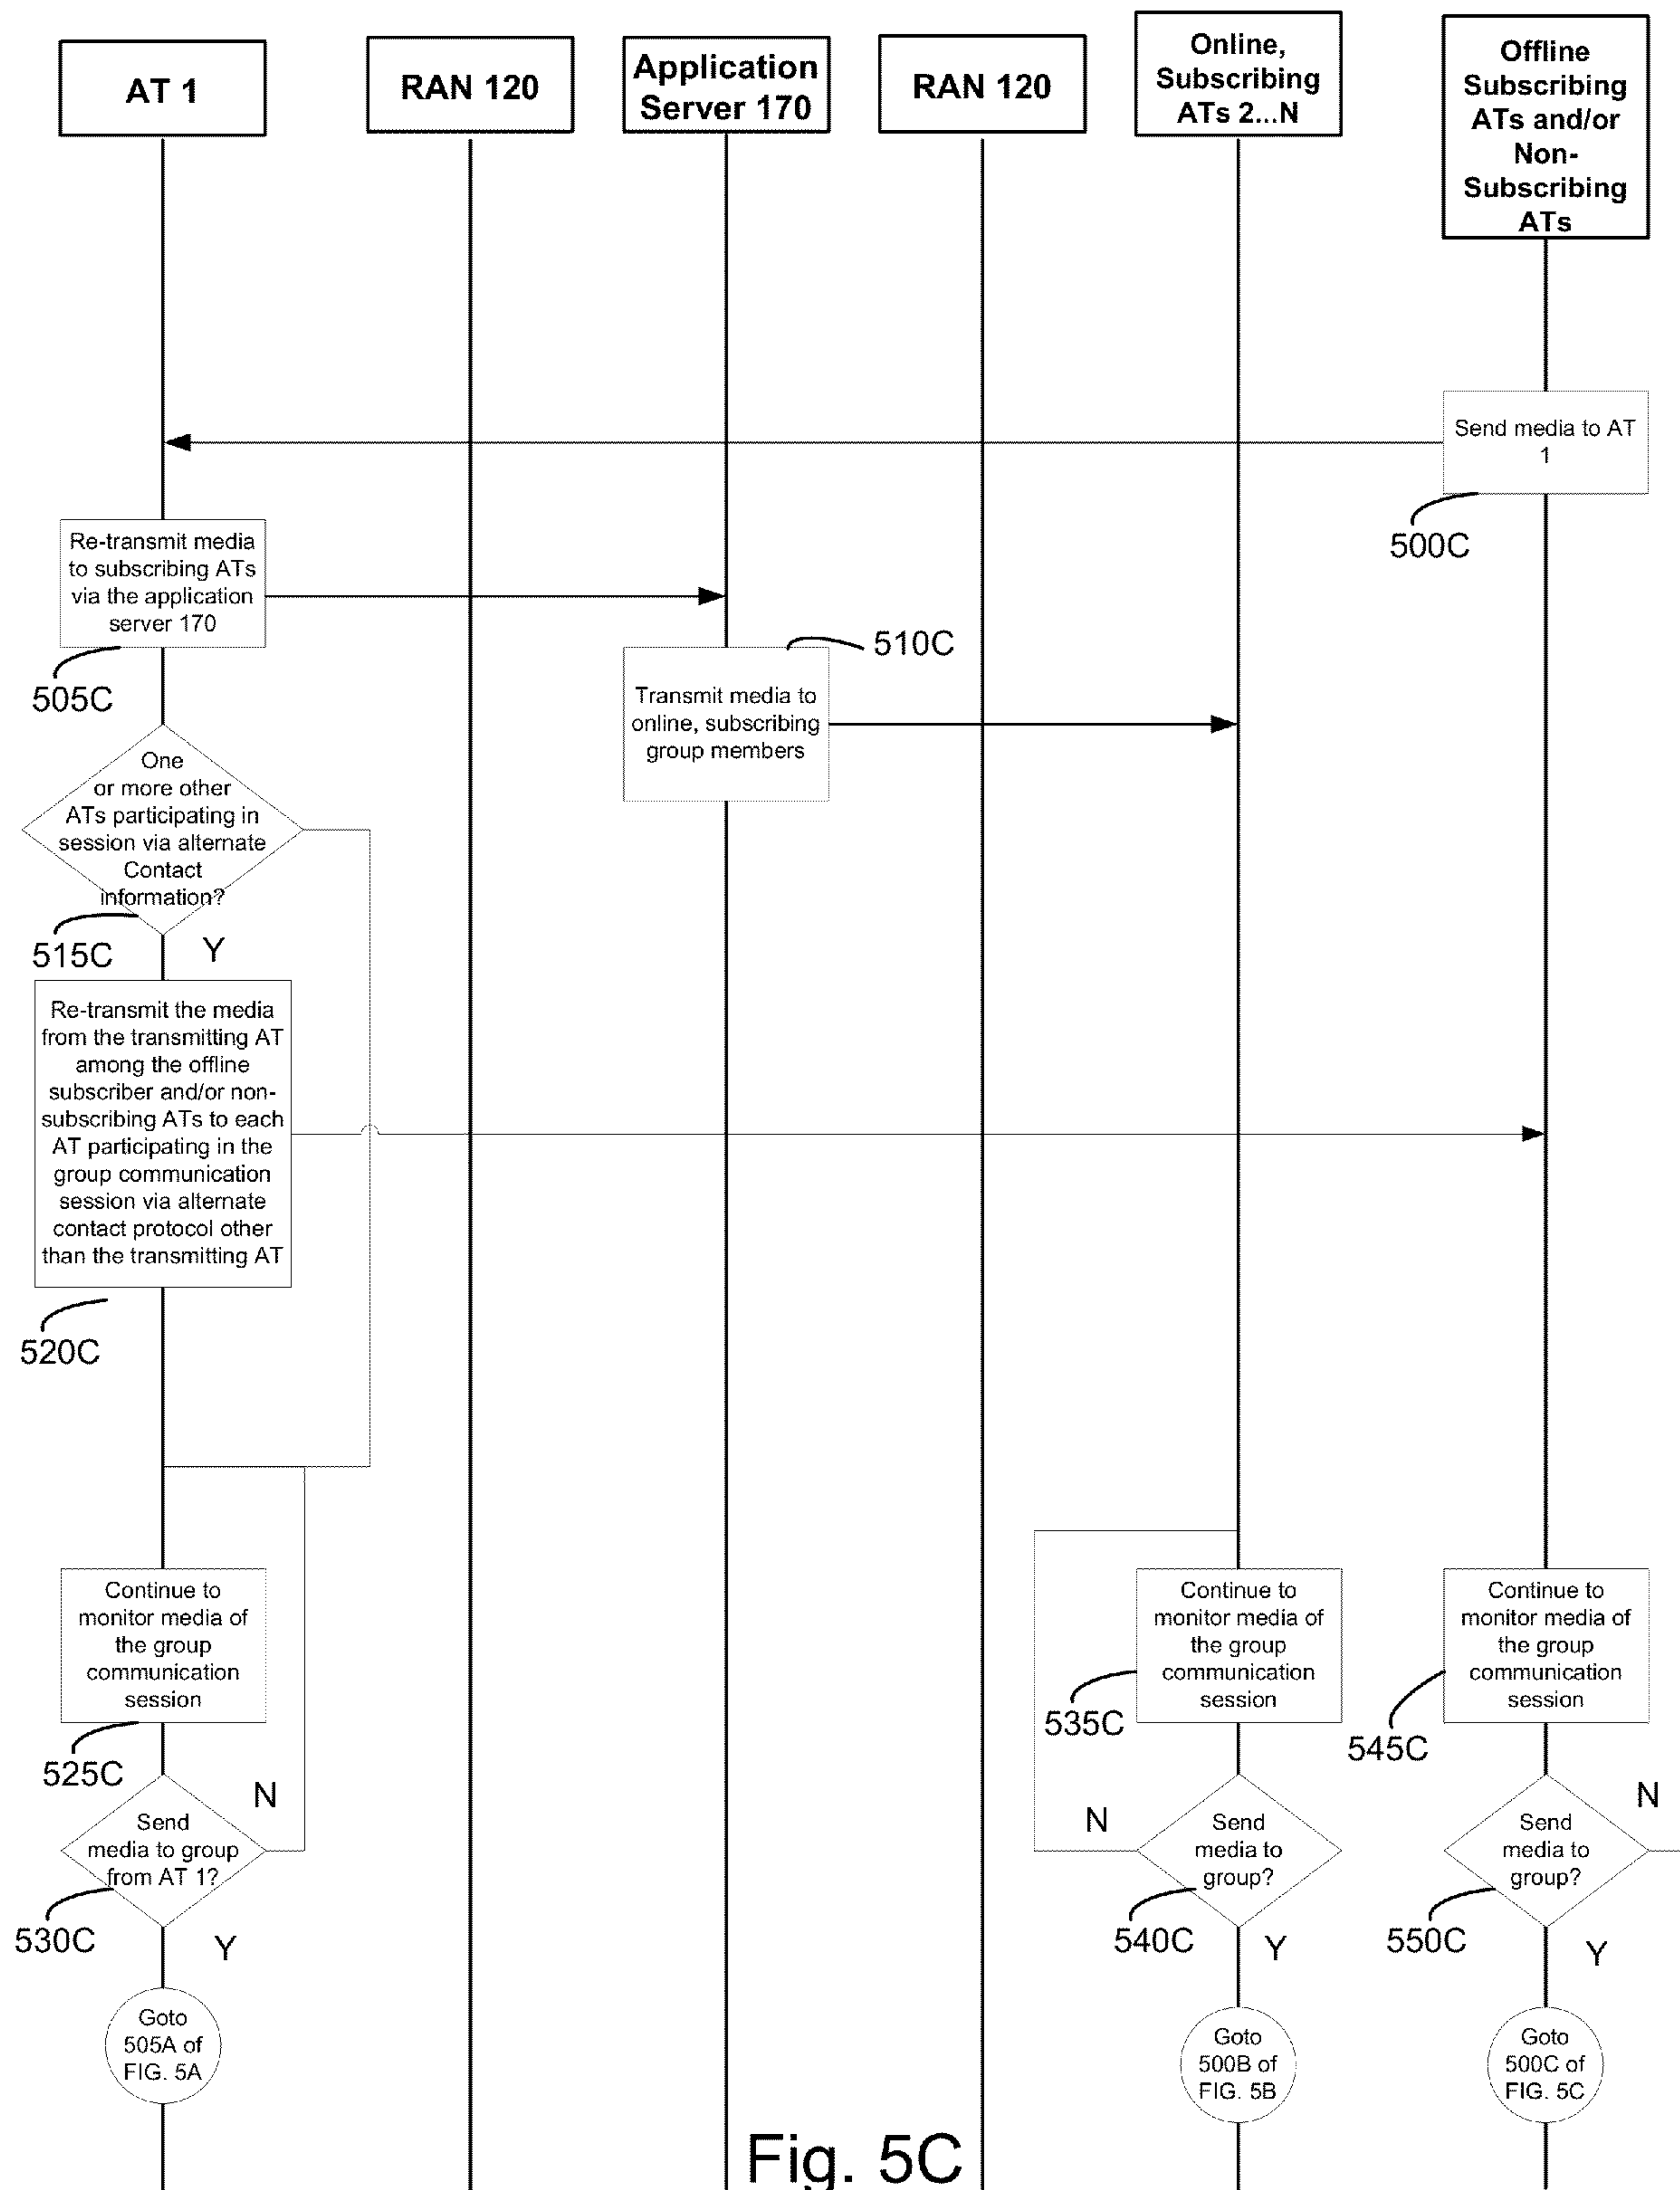 AT 1
RAN 120
Application
Server 170
RAN 120
Online,
Subscribing
ATs 2...N
Offline
Subscribing
ATs and/or
Non-
Subscribing
ATs
Send media to AT
1
500C
Re-transmit media
to subscribing ATs
via the application
server 170
505C
510C
Transmit media to
online, subscribing
group members
One
or more other
ATs participating in
session via alternate
Contact
information?
515C
Y
Re-transmit the media
from the transmitting AT
among the offline
subscriber and/or non-
subscribing ATs to each
AT participating in the
group communication
session via alternate
contact protocol other
than the transmitting AT
520C
Continue to
monitor media of
the group
communication
session
525C
Continue to
monitor media of
the group
communication
session
535C
Continue to
monitor media of
the group
communication
session
545C
Send
media to group
from AT 1?
N
530C
Y
Send
media to
group?
N
540C
Y
Send
media to
group?
N
550C
Y
Goto
505A of
FIG. 5A
Goto
500B of
FIG. 5B
Goto
500C of
FIG. 5C
Fig. 5C